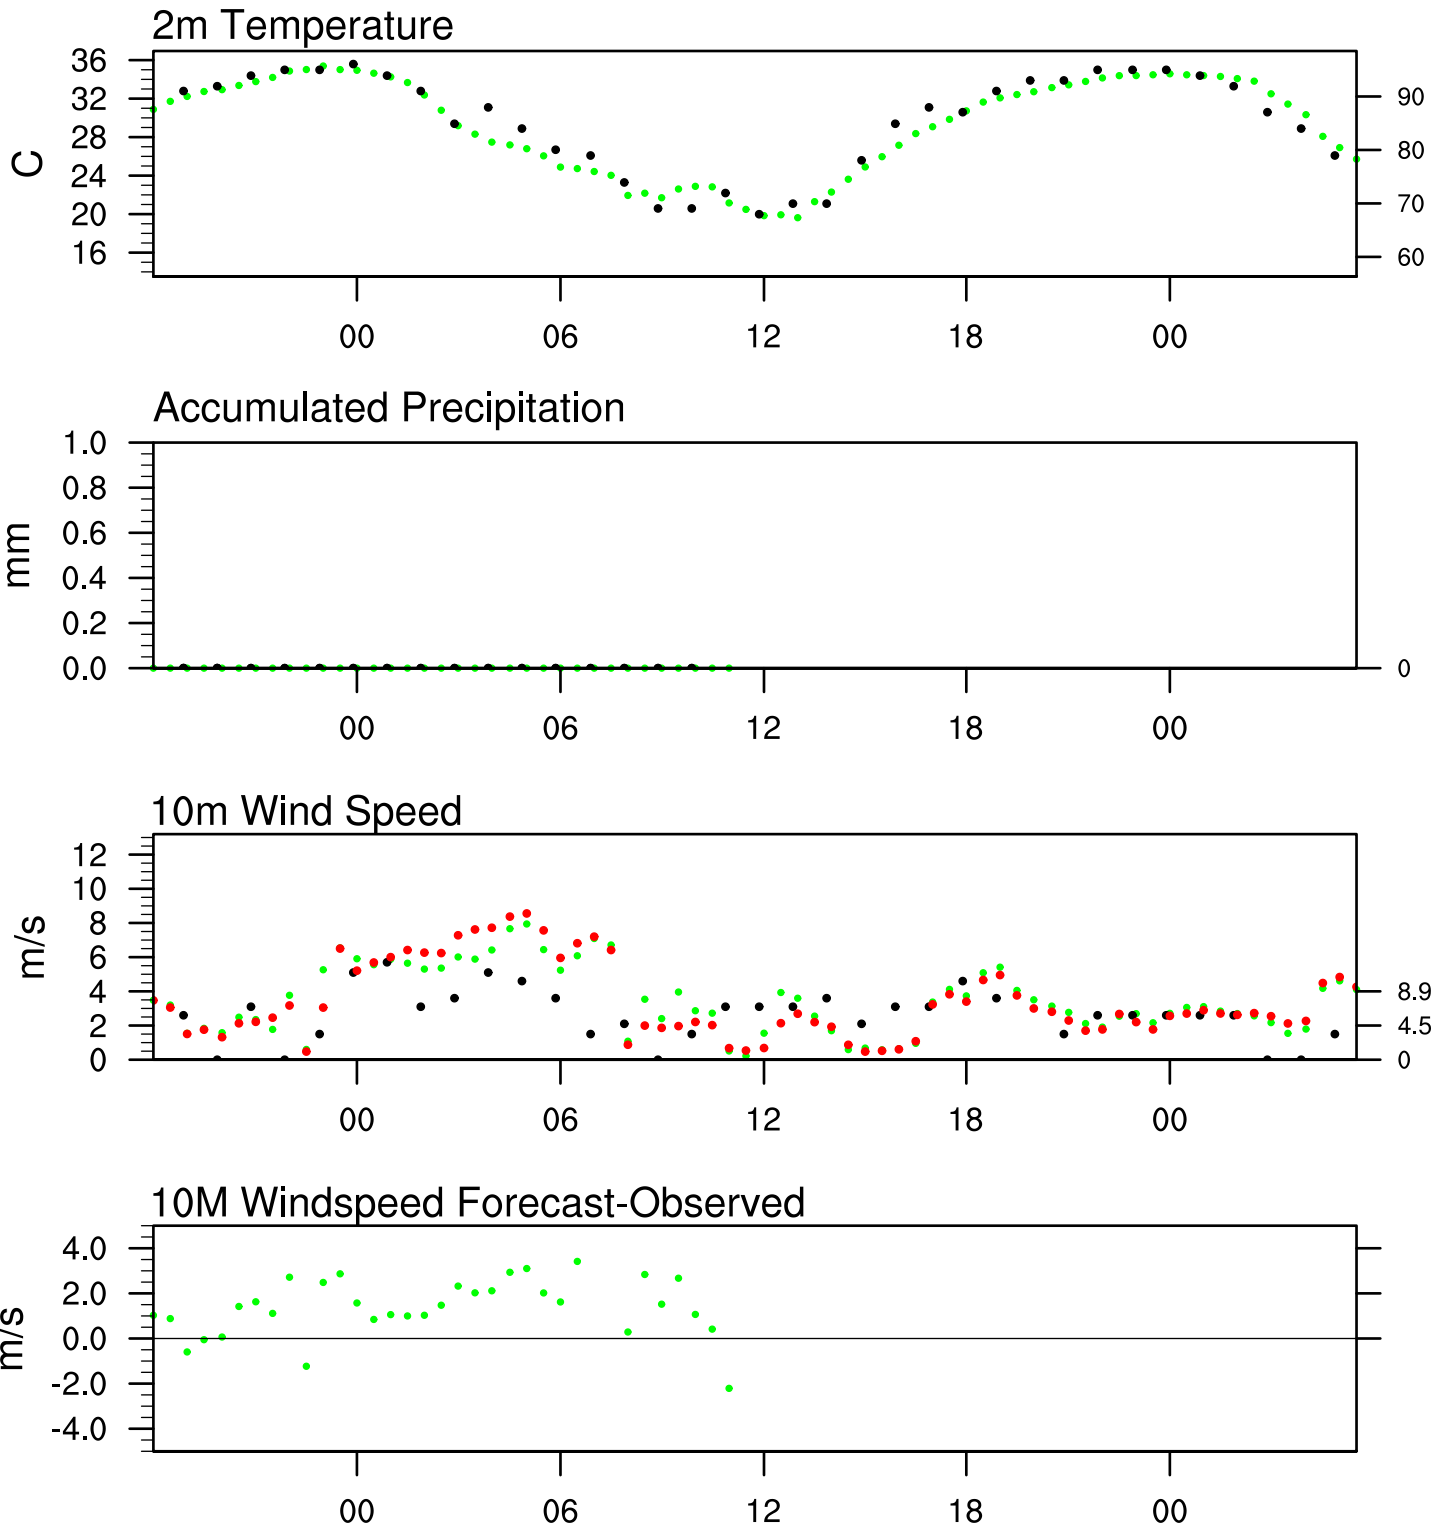 2m Temperature
36
32
28
24
20
16
C
90
80
70
60
00 06 12 18 00
Accumulated Precipitation
1.0
0.8
0.6
0.4
0.2
0.0
mm
0
00 06 12 18 00
10m Wind Speed
12
10
8
6
4
2
0
m/s
8.9
4.5
0
00 06 12 18 00
10M Windspeed Forecast-Observed
4.0
2.0
0.0
-2.0
-4.0
m/s
00 06 12 18 00